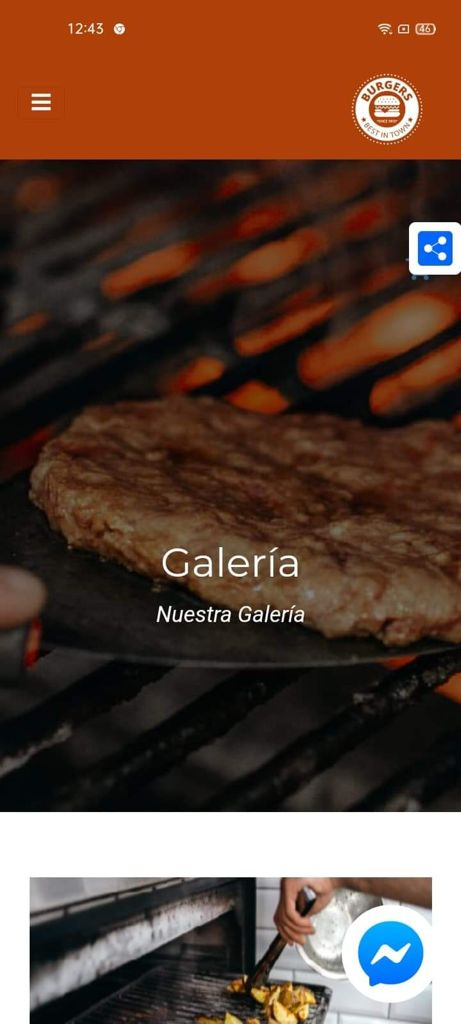 12:43
46
BURGERS
BEST IN TOWN
Galería
Nuestra Galería